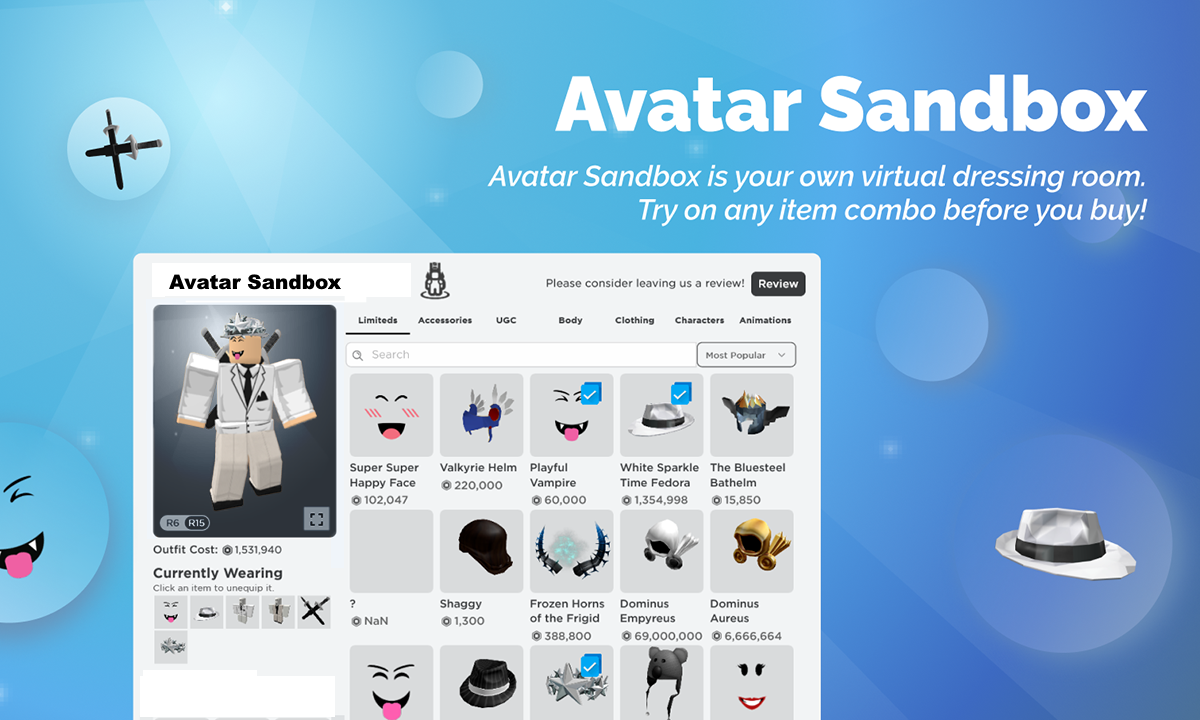 Avatar Sandbox
Avatar Sandbox is your own virtual dressing room.
Try on any item combo before you buy!
Avatar Sandbox
Please consider leaving us a review!
Review
Limiteds
Accessories
UGC
Body
Clothing
Characters
Animations
Search
Most Popular
R6
R15
Outfit Cost: 1,531,940
Currently Wearing
Click an item to unequip it.
Super Super
Happy Face
102,047
Valkyrie Helm
220,000
Playful
Vampire
60,000
White Sparkle
Time Fedora
1,354,998
The Bluesteel
Bathelm
15,850
?
NaN
Shaggy
1,300
Frozen Horns
of the Frigid
388,800
Dominus
Empyreus
69,000,000
Dominus
Aureus
6,666,664